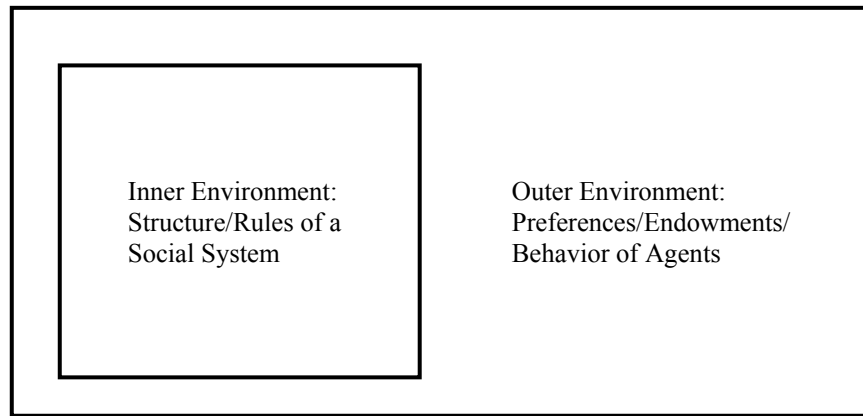 Inner Environment:
Structure/Rules of a
Social System
Outer Environment:
Preferences/Endowments/
Behavior of Agents